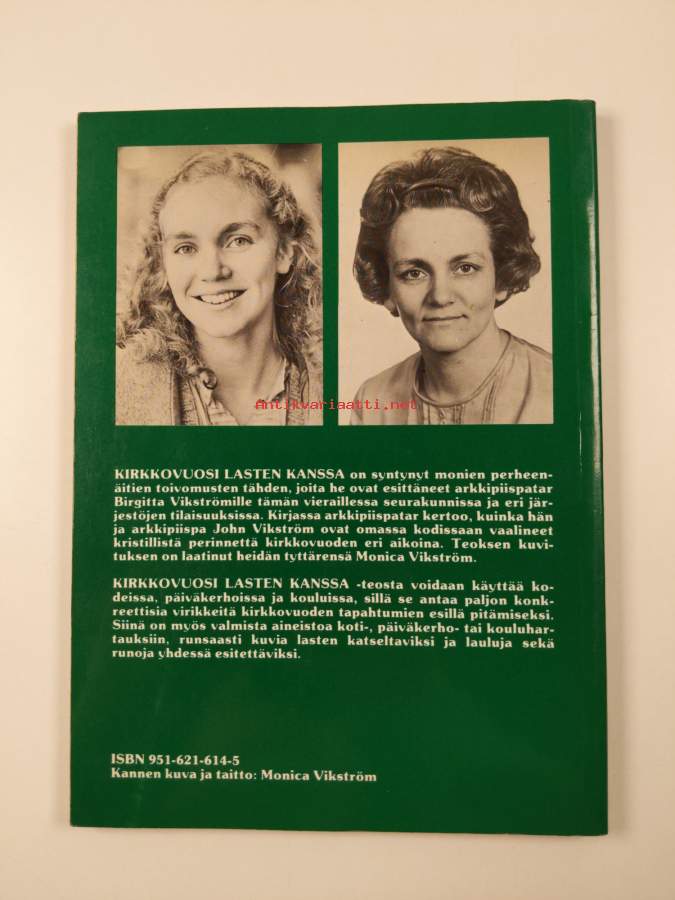 Antikvariaatti.net
KIRKKOVUOSI LASTEN KANSSA on syntynyt monien perheen-
äitien toivomusten tähden, joita he ovat esittäneet arkkipiispatar
Birgitta Vikströmille tämän vieraillessa seurakunnissa ja eri jär-
jestöjen tilaisuuksissa. Kirjassa arkkipiispatar kertoo, kuinka hän
ja arkkipiispa John Vikström ovat omassa kodissaan vaalineet
kristillistä perinnettä kirkkovuoden eri aikoina. Teoksen kuvi-
tuksen on laatinut heidän tyttärensä Monica Vikström.
KIRKKOVUOSI LASTEN KANSSA -teosta voidaan käyttää ko-
deissa, päiväkerhoissa ja kouluissa, sillä se antaa paljon konk-
reettisia virikkeitä kirkkovuoden tapahtumien esillä pitämiseksi.
Siinä on myös valmista aineistoa koti-, päiväkerho- tai kouluhar-
tauksiin, runsaasti kuvia lasten katseltaviksi ja lauluja sekä
runoja yhdessä esitettäviksi.
ISBN 951-621-614-5
Kannen kuva ja taitto: Monica Vikström